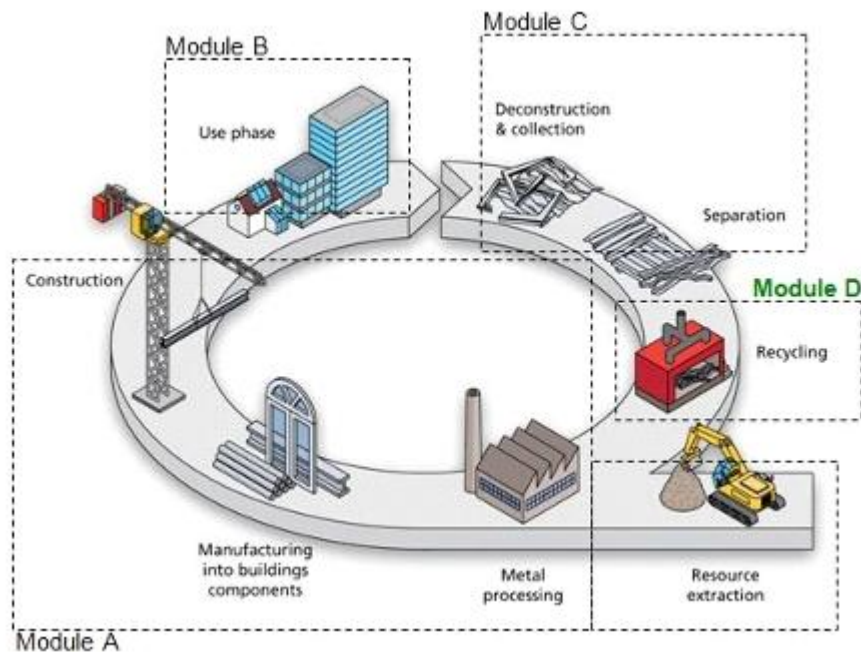 Module B
Module C
Use phase
Deconstruction
& collection
Separation
Construction
Module D
Recycling
Manufacturing
into buildings
components
Metal
processing
Resource
extraction
Module A